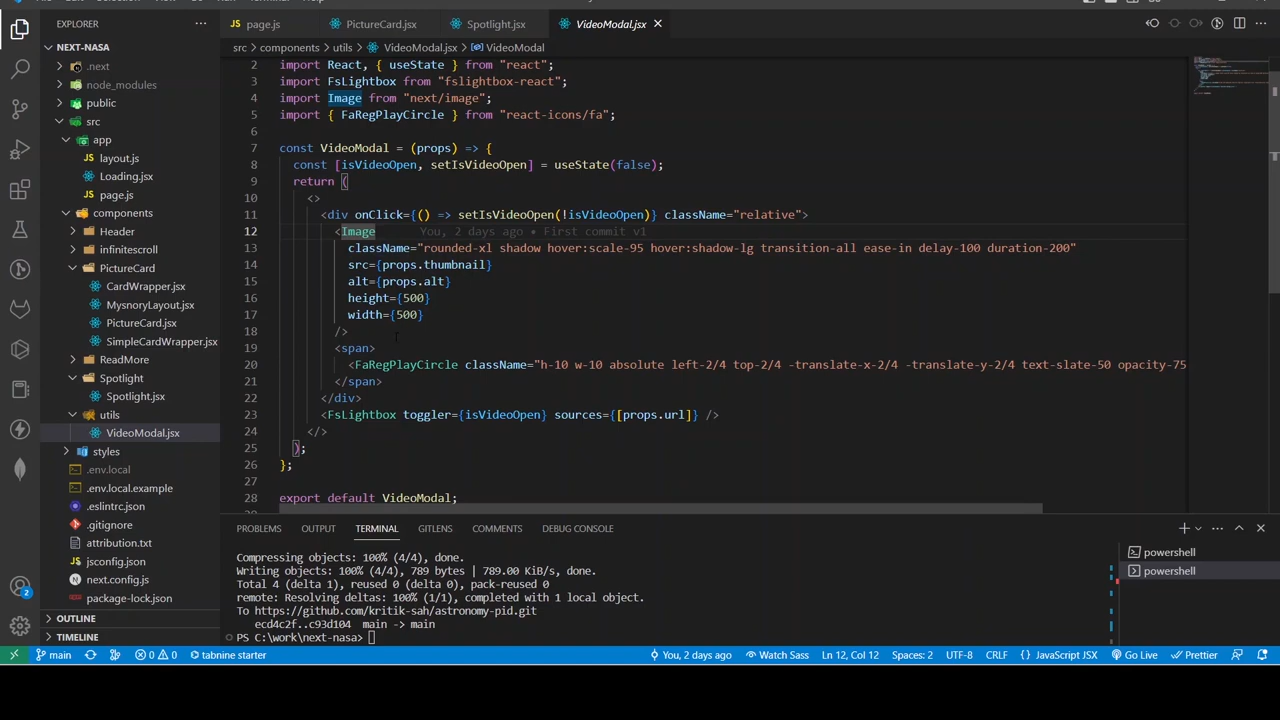 EXPLORER
NEXT-NASA
.next
node_modules
public
src
app
layout.js
Loading.jsx
page.js
components
Header
infinitescroll
PictureCard
CardWrapper.jsx
MysnoryLayout.jsx
PictureCard.jsx
SimpleCardWrapper.jsx
ReadMore
Spotlight
Spotlight.jsx
utils
VideoModal.jsx
styles
.env.local
.env.local.example
.eslintrc.json
.gitignore
attribution.txt
jsconfig.json
next.config.js
package-lock.json
OUTLINE
TIMELINE
page.js PictureCard.jsx Spotlight.jsx VideoModal.jsx
src > components > utils > VideoModal.jsx > VideoModal
2 import React, { useState } from "react";
3 import FsLightbox from "fslightbox-react";
4 import Image from "next/image";
5 import { FaRegPlayCircle } from "react-icons/fa";
6
7 const VideoModal = (props) => {
8 const [isVideoOpen, setIsVideoOpen] = useState(false);
9 return (
10 <>
11 <div onClick={() => setIsVideoOpen(!isVideoOpen)} className="relative">
12 <Image You, 2 days ago • First commit v1
13 className="rounded-xl shadow hover:scale-95 hover:shadow-lg transition-all ease-in delay-100 duration-200"
14 src={props.thumbnail}
15 alt={props.alt}
16 height={500}
17 width={500}
18 />
19 <span>
20 <FaRegPlayCircle className="h-10 w-10 absolute left-2/4 top-2/4 -translate-x-2/4 -translate-y-2/4 text-slate-50 opacity-75
21 </span>
22 </div>
23 <FsLightbox toggler={isVideoOpen} sources={[props.url]} />
24 </>
25 );
26 };
27
28 export default VideoModal;
PROBLEMS OUTPUT TERMINAL GITLENS COMMENTS DEBUG CONSOLE
Compressing objects: 100% (4/4), done.
Writing objects: 100% (4/4), 789 bytes | 789.00 KiB/s, done.
Total 4 (delta 1), reused 0 (delta 0), pack-reused 0
remote: Resolving deltas: 100% (1/1), completed with 1 local object.
To https://github.com/kritik-sah/astronomy-pid.git
ecd4c2f..c93d104 main -> main
PS C:\work\next-nasa>
powershell
powershell
2
main 0 0 tabnine starter You, 2 days ago Watch Sass Ln 12, Col 12 Spaces: 2 UTF-8 CRLF {} JavaScript JSX Go Live Prettier